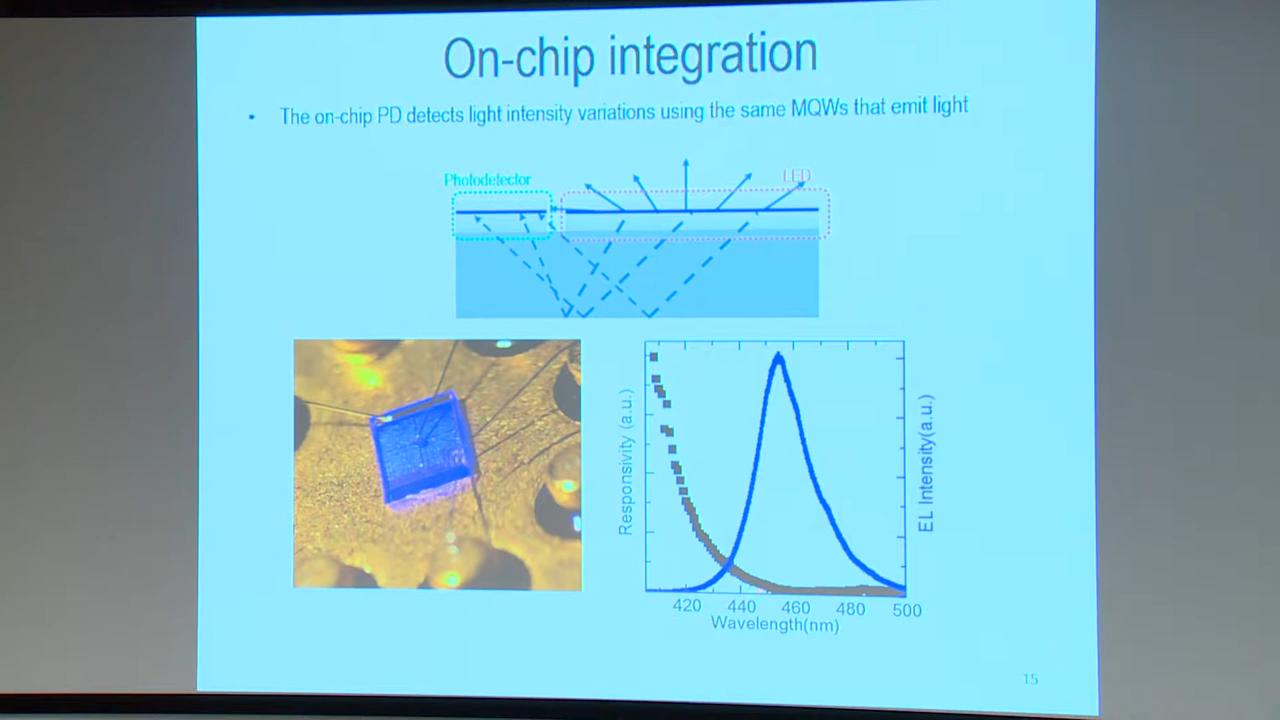 On-chip integration
• The on-chip PD detects light intensity variations using the same MQWs that emit light
Photodetector
LED
Responsivity (a.u.)
EL Intensity(a.u.)
420 440 460 480 500
Wavelength(nm)
15